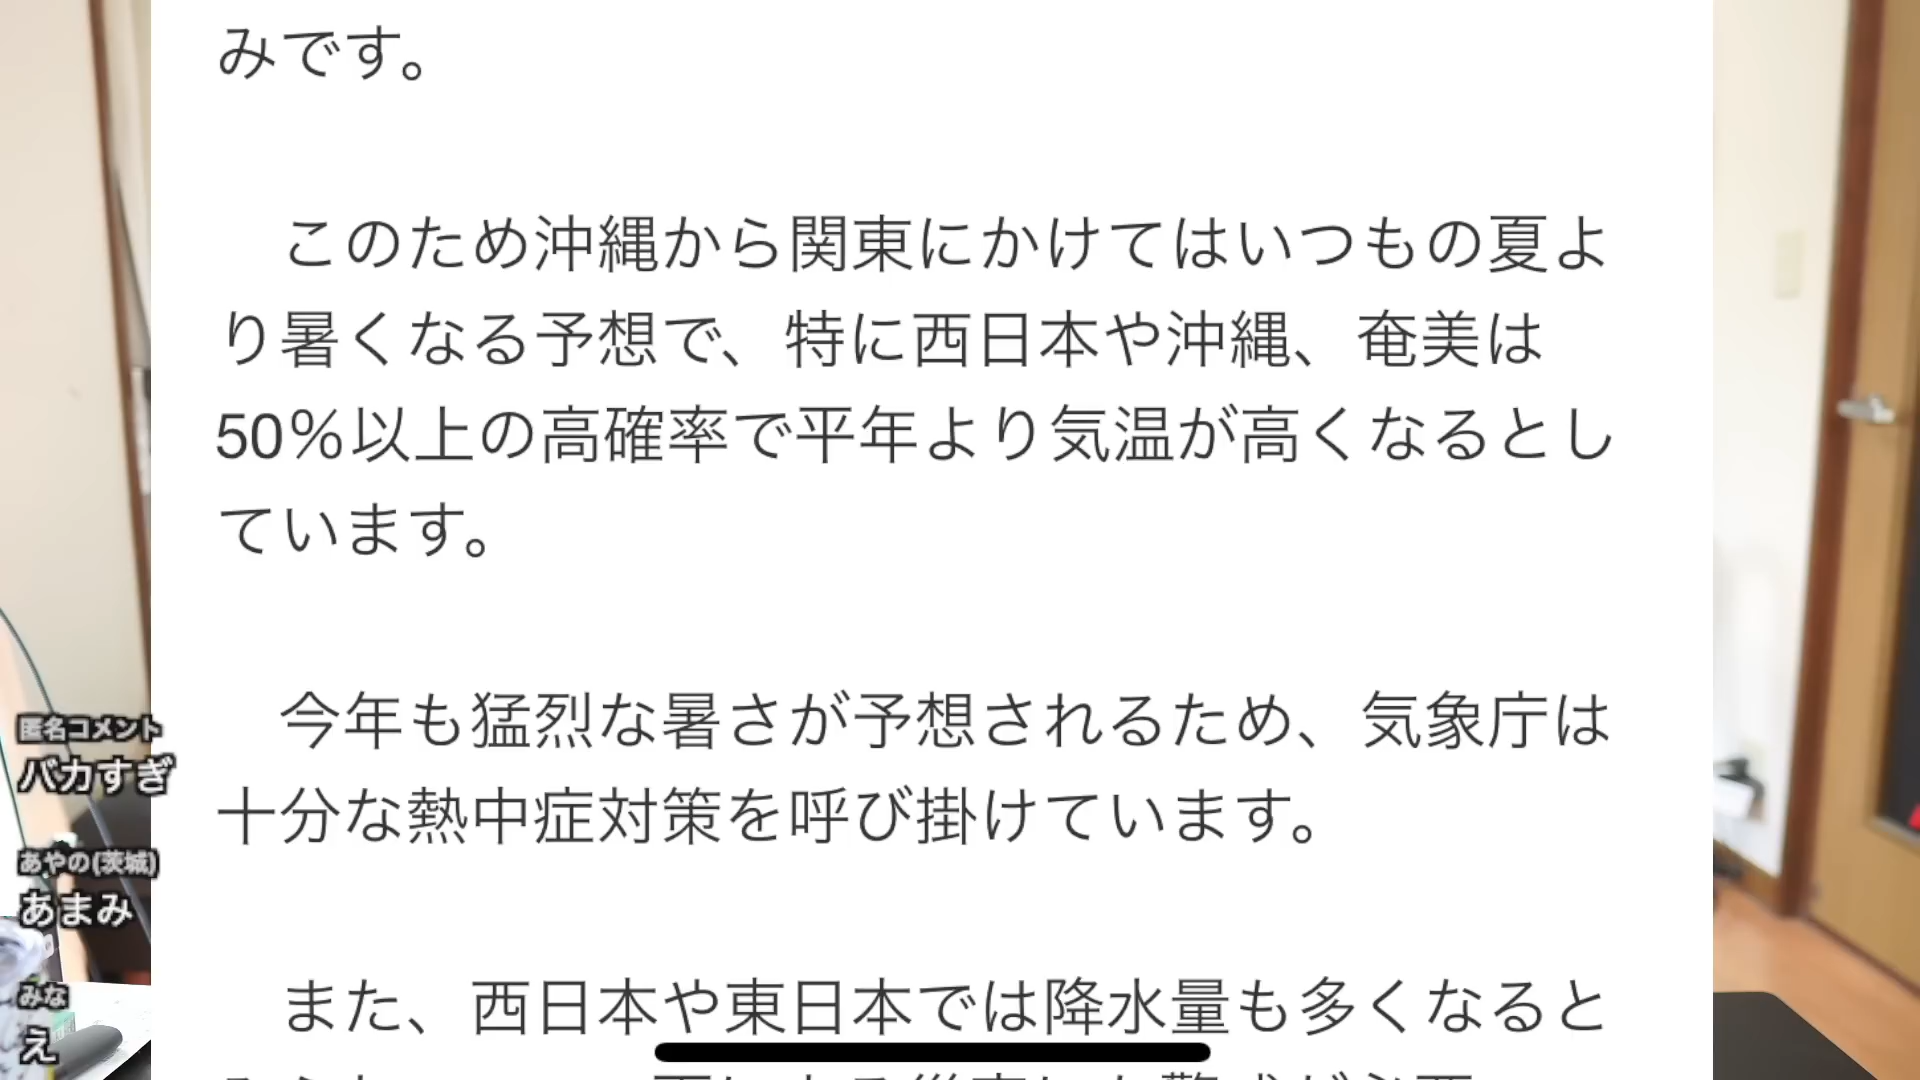 みです。
このため沖縄から関東にかけてはいつもの夏よ
り暑くなる予想で、特に西日本や沖縄、奄美は
50%以上の高確率で平年より気温が高くなるとし
ています。
今年も猛烈な暑さが予想されるため、気象庁は
十分な熱中症対策を呼び掛けています。
また、西日本や東日本では降水量も多くなると
匿名コメント
バカすぎ
あやの(茨城)
あまみ
みな
え